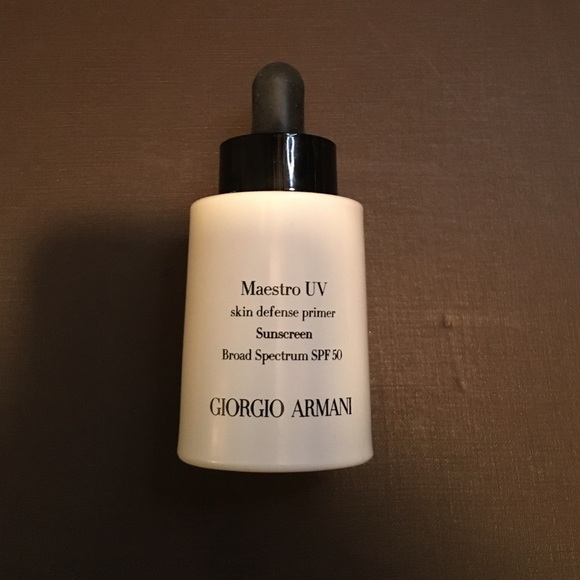 Maestro UV
skin defense primer
Sunscreen
Broad Spectrum SPF 50
GIORGIO ARMANI